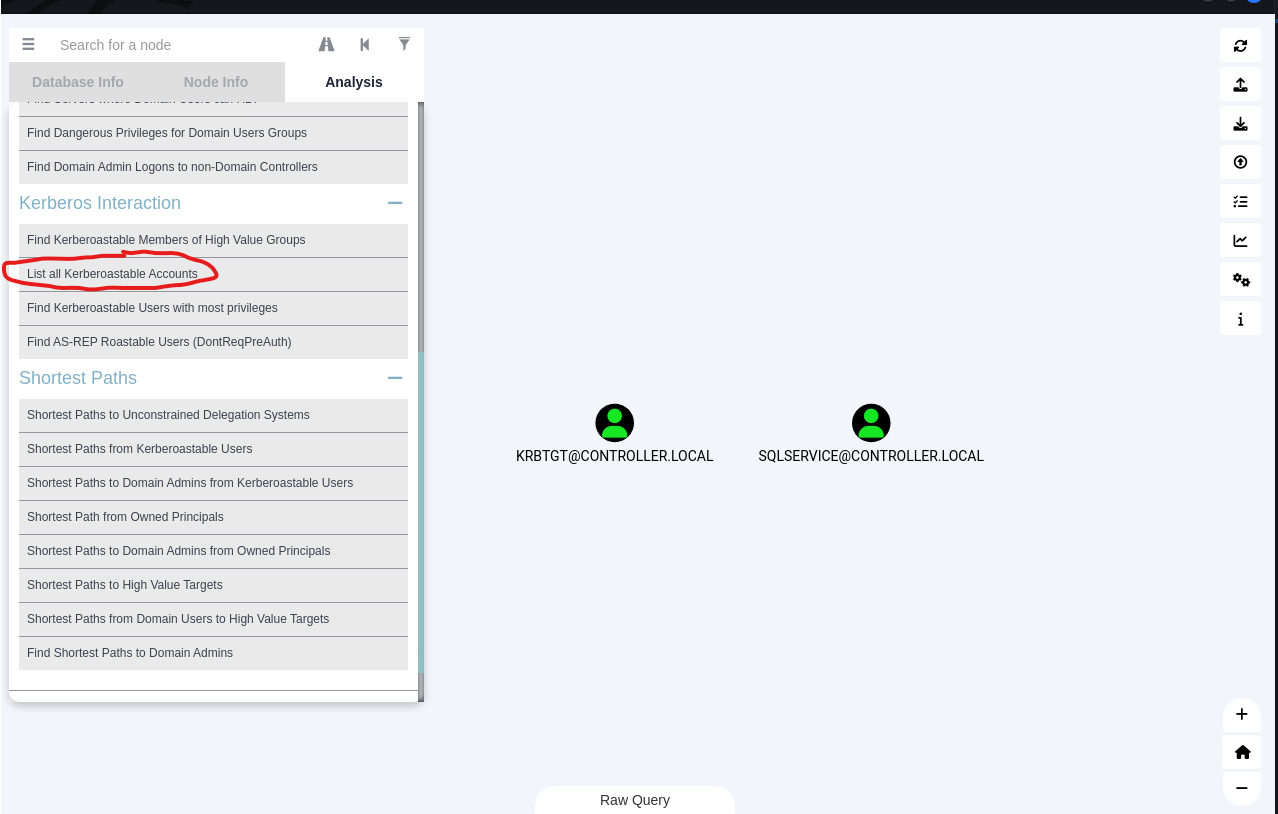 Search for a node
Database Info
Node Info
Analysis
Find Dangerous Privileges for Domain Users Groups
Find Domain Admin Logons to non-Domain Controllers
Kerberos Interaction
Find Kerberoastable Members of High Value Groups
List all Kerberoastable Accounts
Find Kerberoastable Users with most privileges
Find AS-REP Roastable Users (DontReqPreAuth)
Shortest Paths
Shortest Paths to Unconstrained Delegation Systems
Shortest Paths from Kerberoastable Users
Shortest Paths to Domain Admins from Kerberoastable Users
Shortest Path from Owned Principals
Shortest Paths to Domain Admins from Owned Principals
Shortest Paths to High Value Targets
Shortest Paths from Domain Users to High Value Targets
Find Shortest Paths to Domain Admins
KRBTGT@CONTROLLER.LOCAL
SQLSERVICE@CONTROLLER.LOCAL
Raw Query